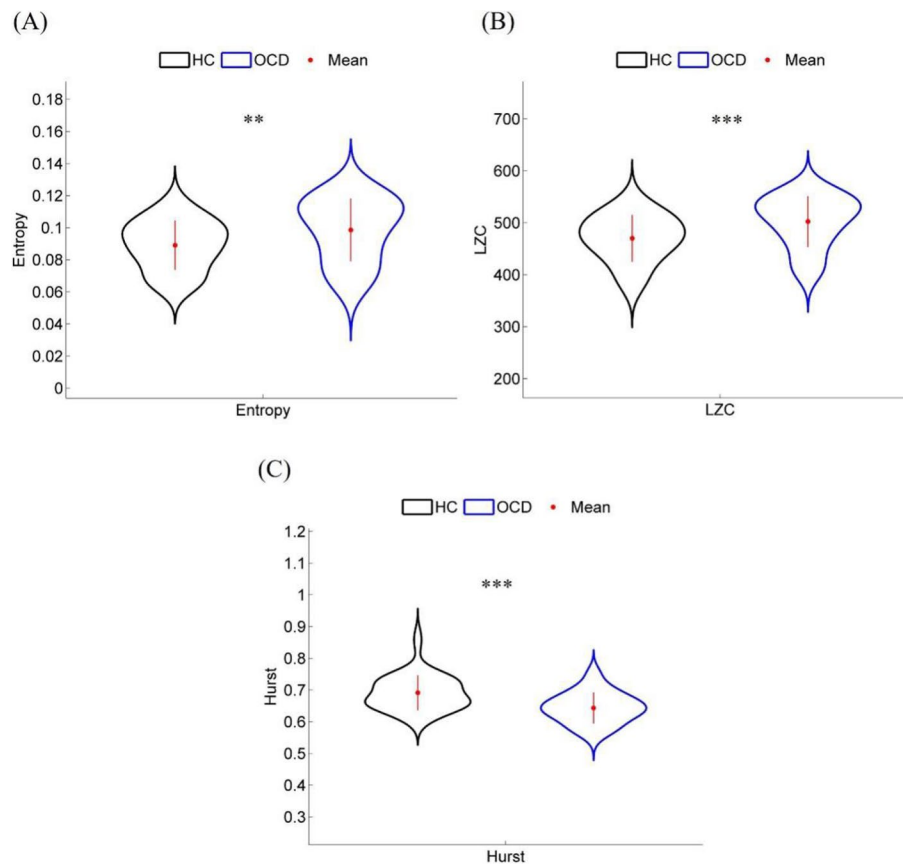 (A)
HC OCD Mean
0.18
0.16
0.14
0.12
0.1
0.08
0.06
0.04
0.02
0
Entropy
**
Entropy
(B)
HC OCD Mean
700
600
500
400
300
200
LZC
***
LZC
(C)
HC OCD Mean
1.2
1.1
1
0.9
0.8
0.7
0.6
0.5
0.4
0.3
Hurst
***
Hurst